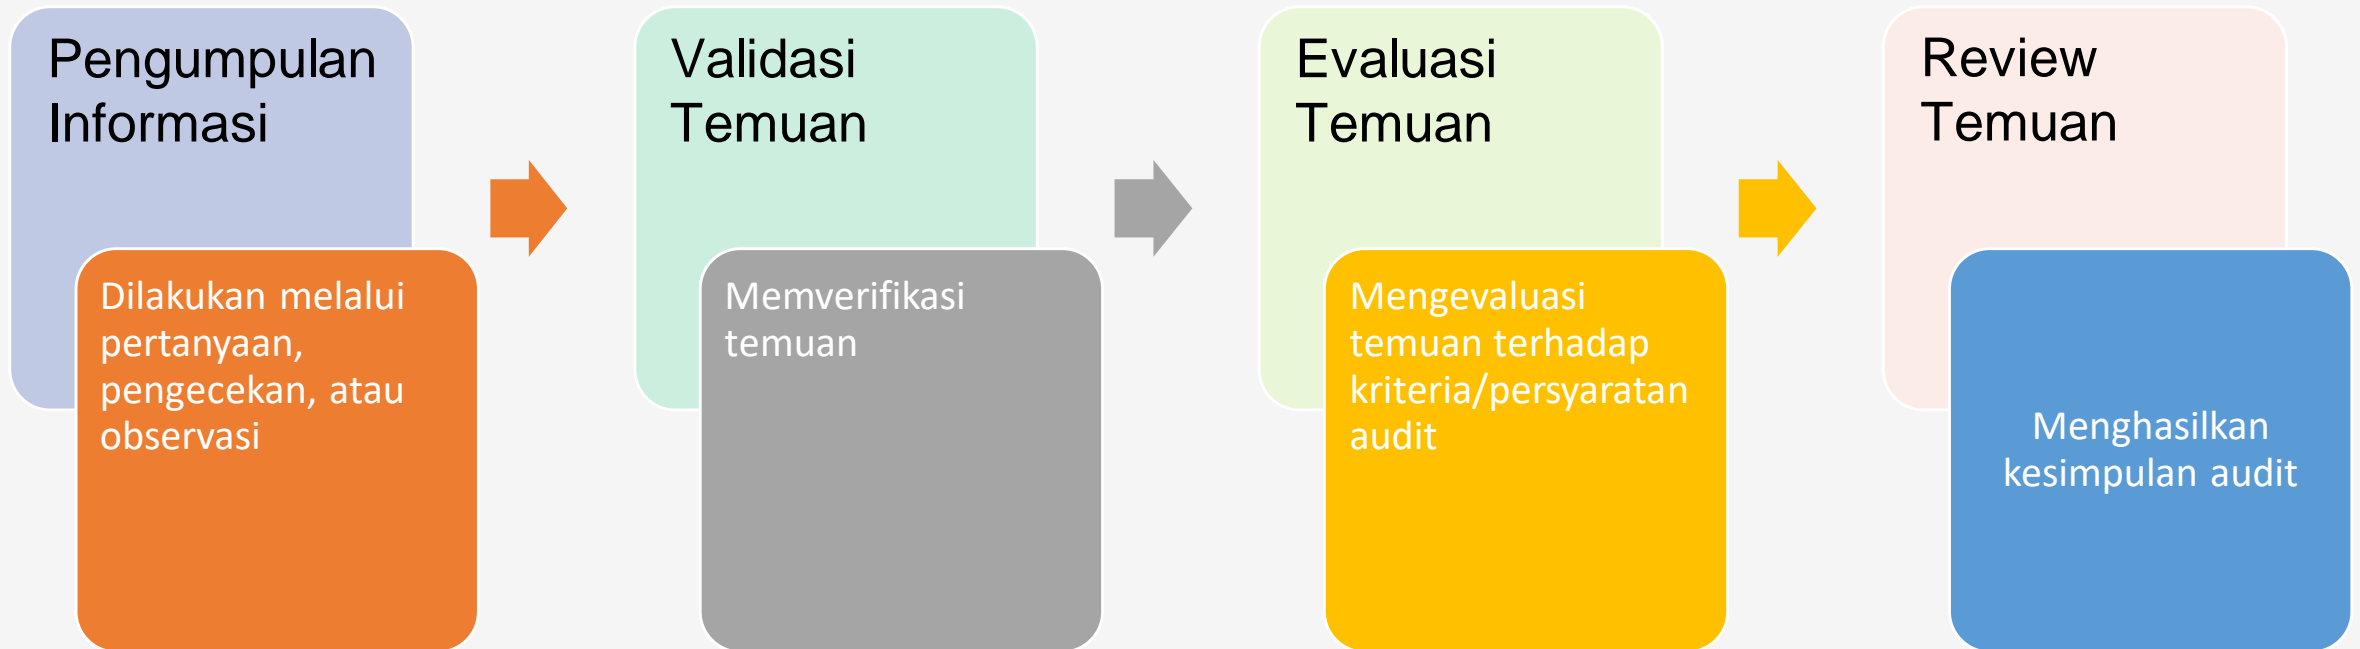 Pengumpulan
Informasi
Dilakukan melalui
pertanyaan,
pengecekan, atau
observasi
Validasi
Temuan
Memverifikasi
temuan
Evaluasi
Temuan
Mengevaluasi
temuan terhadap
kriteria/persyaratan
audit
Review
Temuan
Menghasilkan
kesimpulan audit